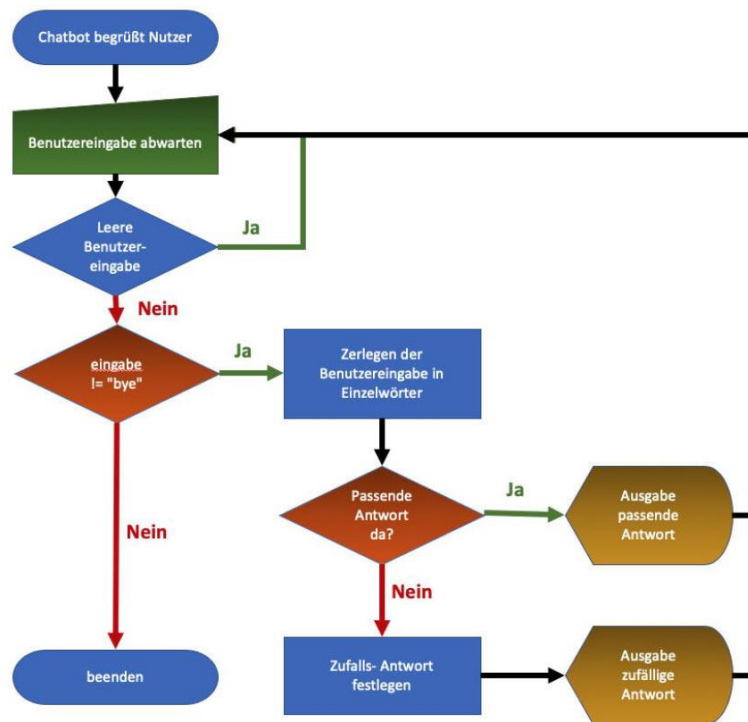 Chatbot begrüßt Nutzer
Benutzereingabe abwarten
Leere
Benutzer-
eingabe
Ja
Nein
eingabe
!= "bye"
Ja
Zerlegen der
Benutzereingabe in
Einzelwörter
Passende
Antwort
da?
Ja
Ausgabe
passende
Antwort
Nein
Nein
beenden
Zufalls- Antwort
festlegen
Ausgabe
zufällige
Antwort